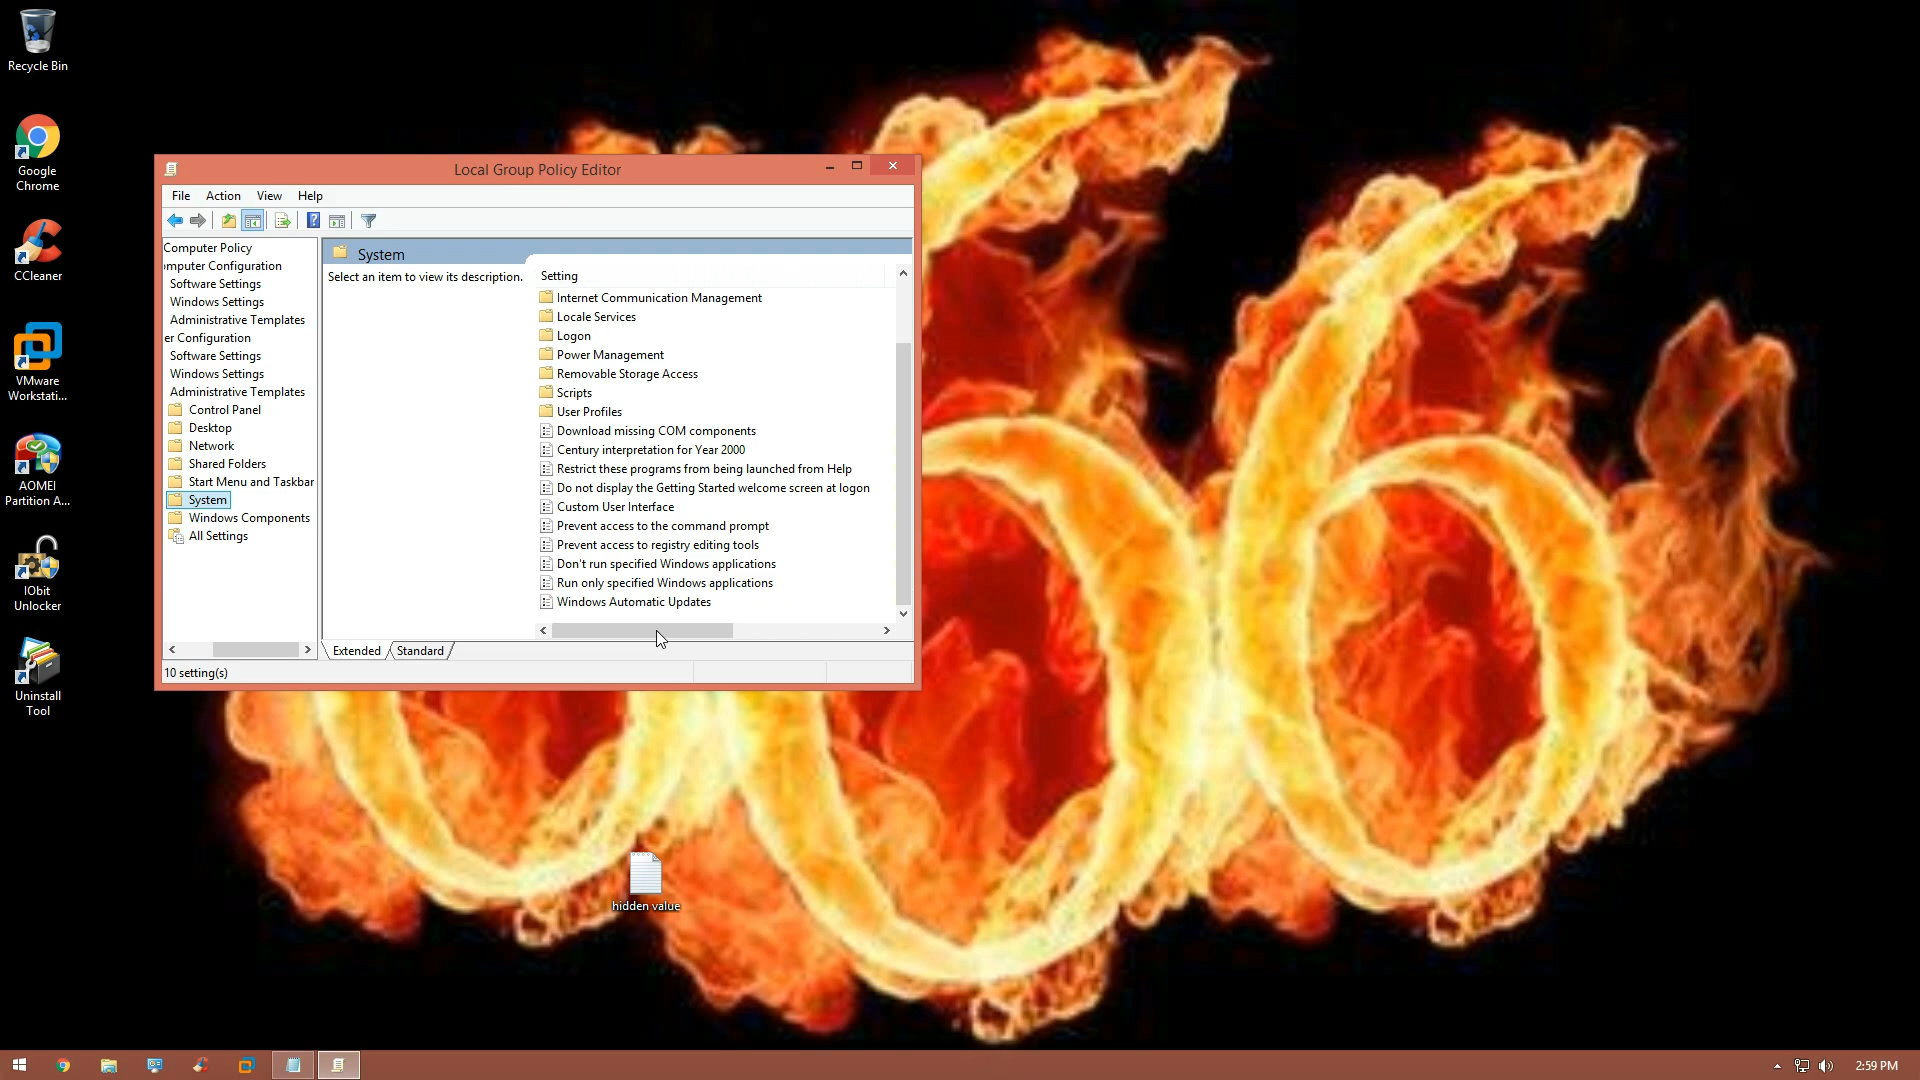 Recycle Bin
Google
Chrome
CCleaner
VMware
Workstati...
AOMEI
Partition A...
IObit
Unlocker
Uninstall
Tool
Local Group Policy Editor
File Action View Help
Computer Policy
mputer Configuration
Software Settings
Windows Settings
Administrative Templates
er Configuration
Software Settings
Windows Settings
Administrative Templates
Control Panel
Desktop
Network
Shared Folders
Start Menu and Taskbar
System
Windows Components
All Settings
System
Select an item to view its description.
Setting
Internet Communication Management
Locale Services
Logon
Power Management
Removable Storage Access
Scripts
User Profiles
Download missing COM components
Century interpretation for Year 2000
Restrict these programs from being launched from Help
Do not display the Getting Started welcome screen at logon
Custom User Interface
Prevent access to the command prompt
Prevent access to registry editing tools
Don't run specified Windows applications
Run only specified Windows applications
Windows Automatic Updates
Extended
Standard
10 setting(s)
666
hidden value
2:59 PM